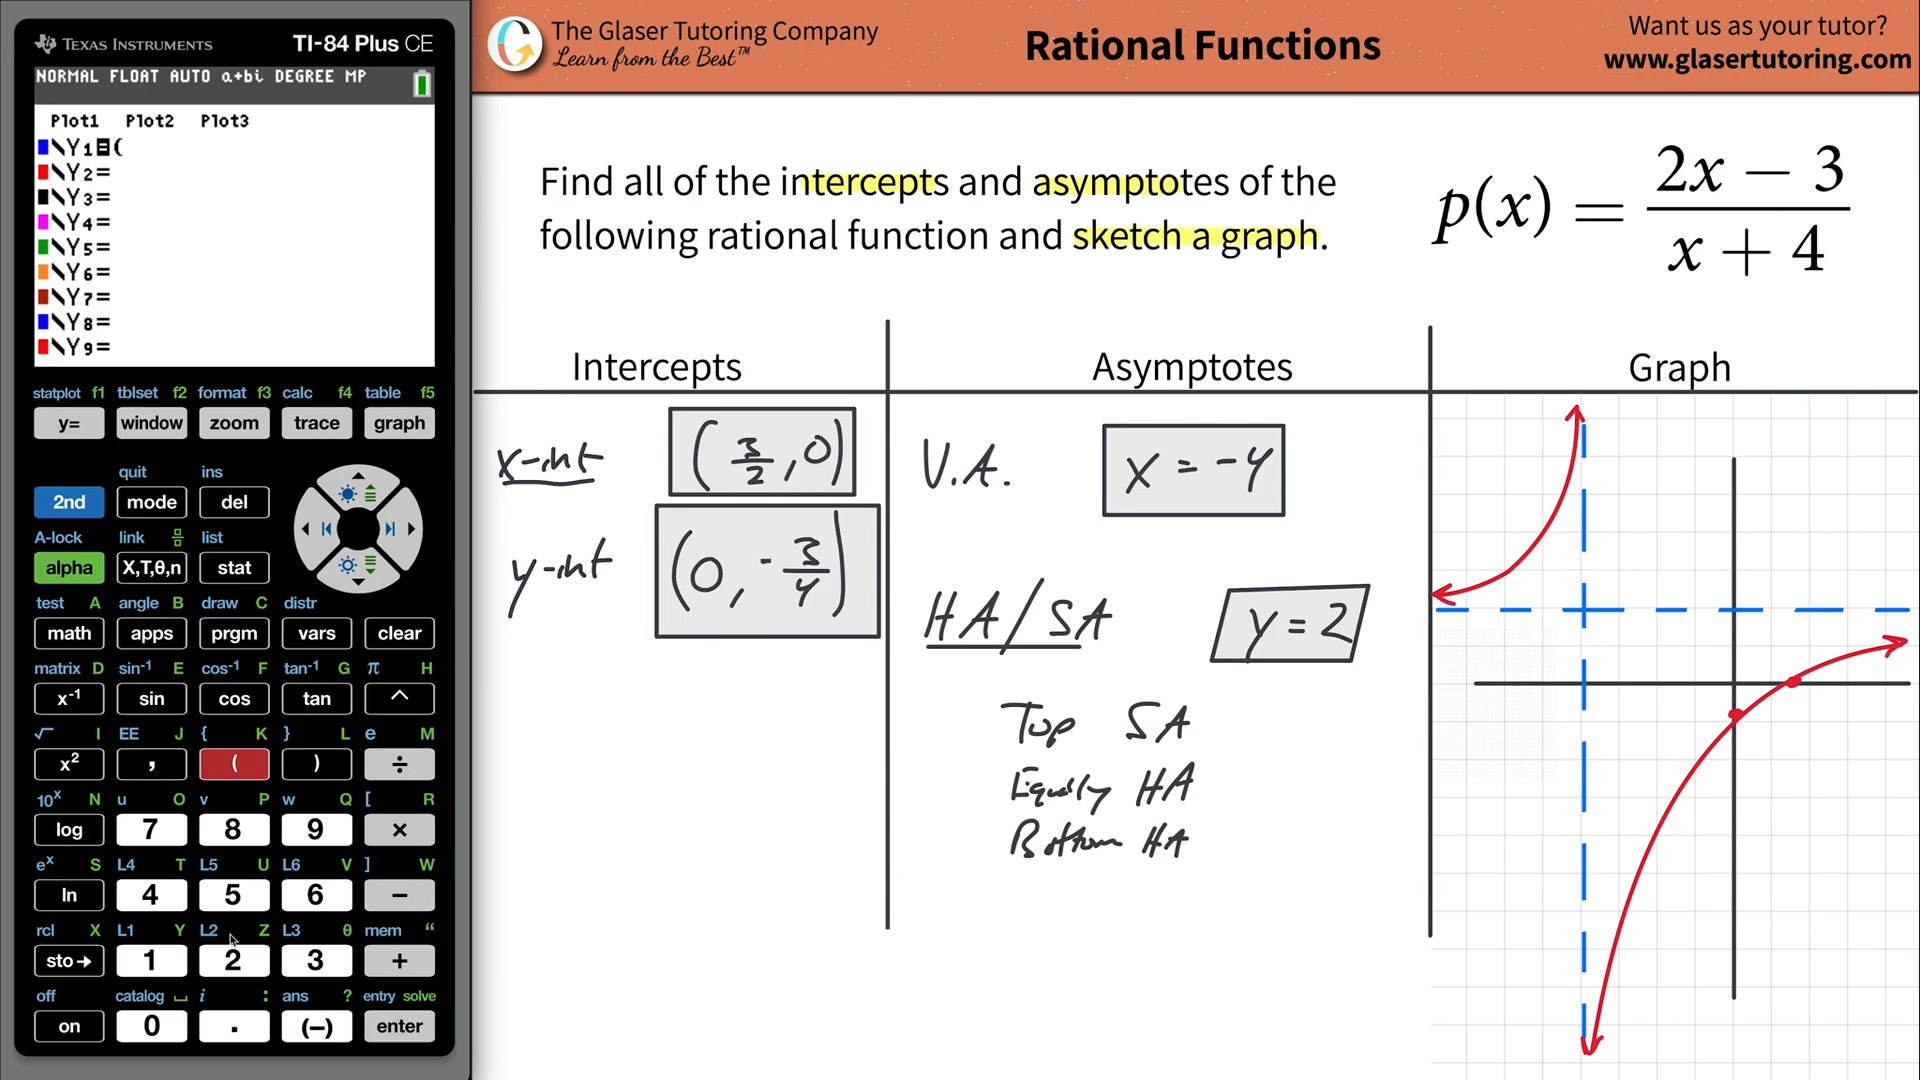 TEXAS INSTRUMENTS TI-84 Plus CE
NORMAL FLOAT AUTO a+bi DEGREE MP
Plot1 Plot2 Plot3
\Y1=(
\Y2=
\Y3=
\Y4=
\Y5=
\Y6=
\Y7=
\Y8=
\Y9=
statplot f1 tblset f2 format f3 calc f4 table f5
y= window zoom trace graph
quit ins
2nd mode del
A-lock link list
alpha X,T,θ,n stat
test A angle B draw C distr
math apps prgm vars clear
matrix D sin⁻¹ E cos⁻¹ F tan⁻¹ G π H
x⁻¹ sin cos tan ^
√ I EE J { K } L e M
x² , ( ) ÷
10ˣ N u O v P w Q [ R
log 7 8 9 ×
eˣ S L4 T L5 U L6 V ] W
ln 4 5 6 −
rcl X L1 Y L2 Z L3 θ mem “
sto→ 1 2 3 +
off catalog ⎵ i : ans ? entry solve
on 0 . (−) enter
The Glaser Tutoring Company
Learn from the Best™
Rational Functions
Want us as your tutor?
www.glasertutoring.com
Find all of the intercepts and asymptotes of the
following rational function and sketch a graph.
p(x) = (2x − 3)/(x + 4)
Intercepts
x-int (3/2, 0)
y-int (0, -3/4)
Asymptotes
V.A. x = -4
HA/SA y = 2
Top SA
Equally HA
Bottom HA
Graph